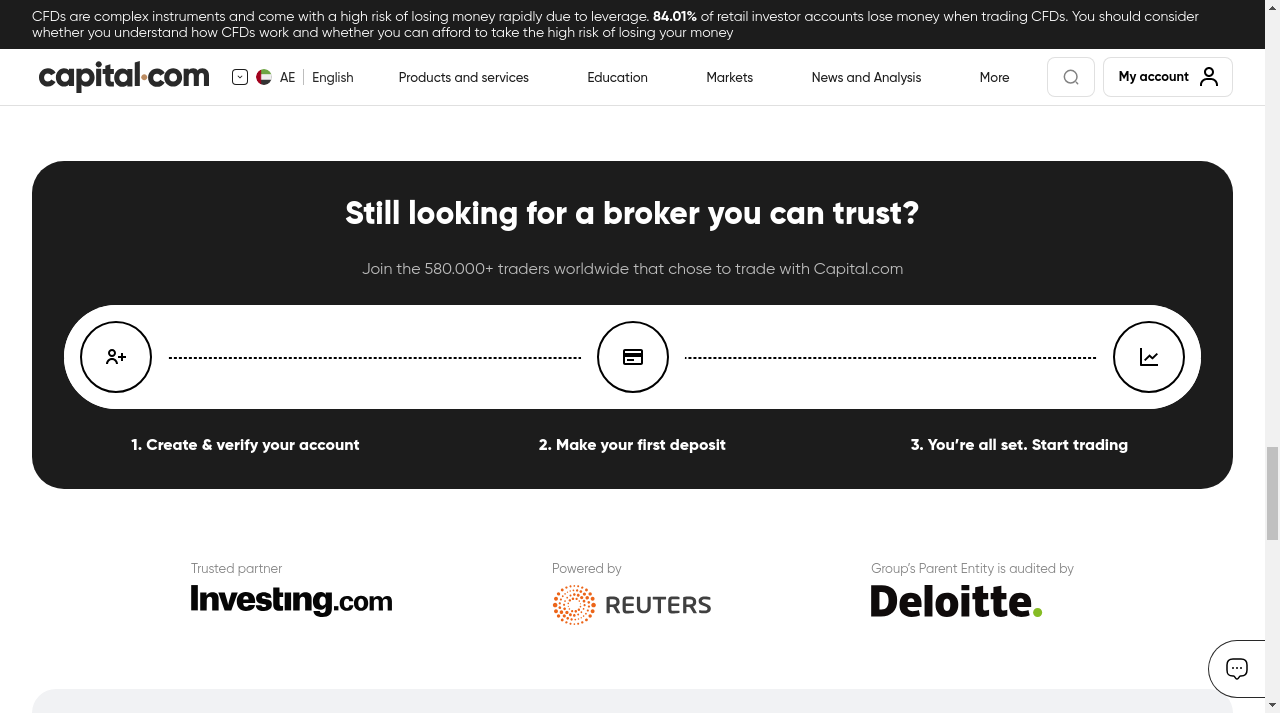 CFDs are complex instruments and come with a high risk of losing money rapidly due to leverage. 84.01% of retail investor accounts lose money when trading CFDs. You should consider
whether you understand how CFDs work and whether you can afford to take the high risk of losing your money
capital.com
AE | English
Products and services
Education
Markets
News and Analysis
More
My account
Still looking for a broker you can trust?
Join the 580.000+ traders worldwide that chose to trade with Capital.com
1. Create & verify your account
2. Make your first deposit
3. You’re all set. Start trading
Trusted partner
Investing.com
Powered by
REUTERS
Group’s Parent Entity is audited by
Deloitte.